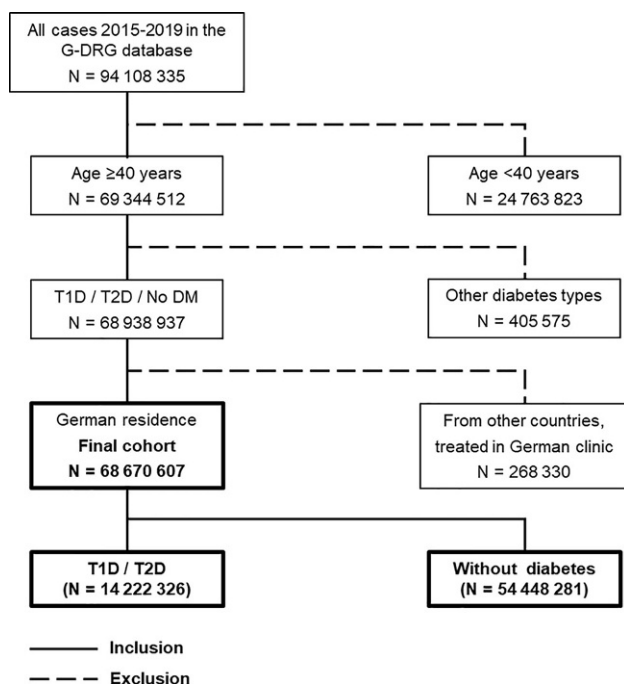 All cases 2015-2019 in the
G-DRG database
N = 94 108 335
Age ≥40 years
N = 69 344 512
Age <40 years
N = 24 763 823
T1D / T2D / No DM
N = 68 938 937
Other diabetes types
N = 405 575
German residence
Final cohort
N = 68 670 607
From other countries,
treated in German clinic
N = 268 330
T1D / T2D
(N = 14 222 326)
Without diabetes
(N = 54 448 281)
Inclusion
Exclusion